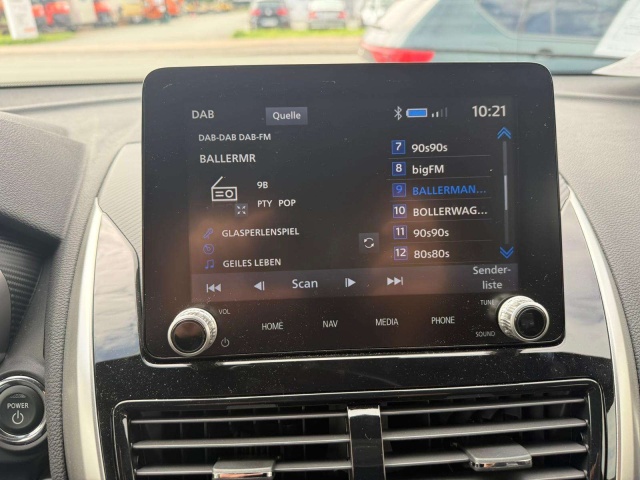 DAB
Quelle
10:21
DAB-DAB DAB-FM
BALLERMR
9B
PTY POP
GLASPERLENSPIEL
GEILES LEBEN
7 90s90s
8 bigFM
9 BALLERMAN...
10 BOLLERWAG...
11 90s90s
12 80s80s
Scan
Sender-
liste
VOL
HOME
NAV
MEDIA
PHONE
TUNE
SOUND
POWER